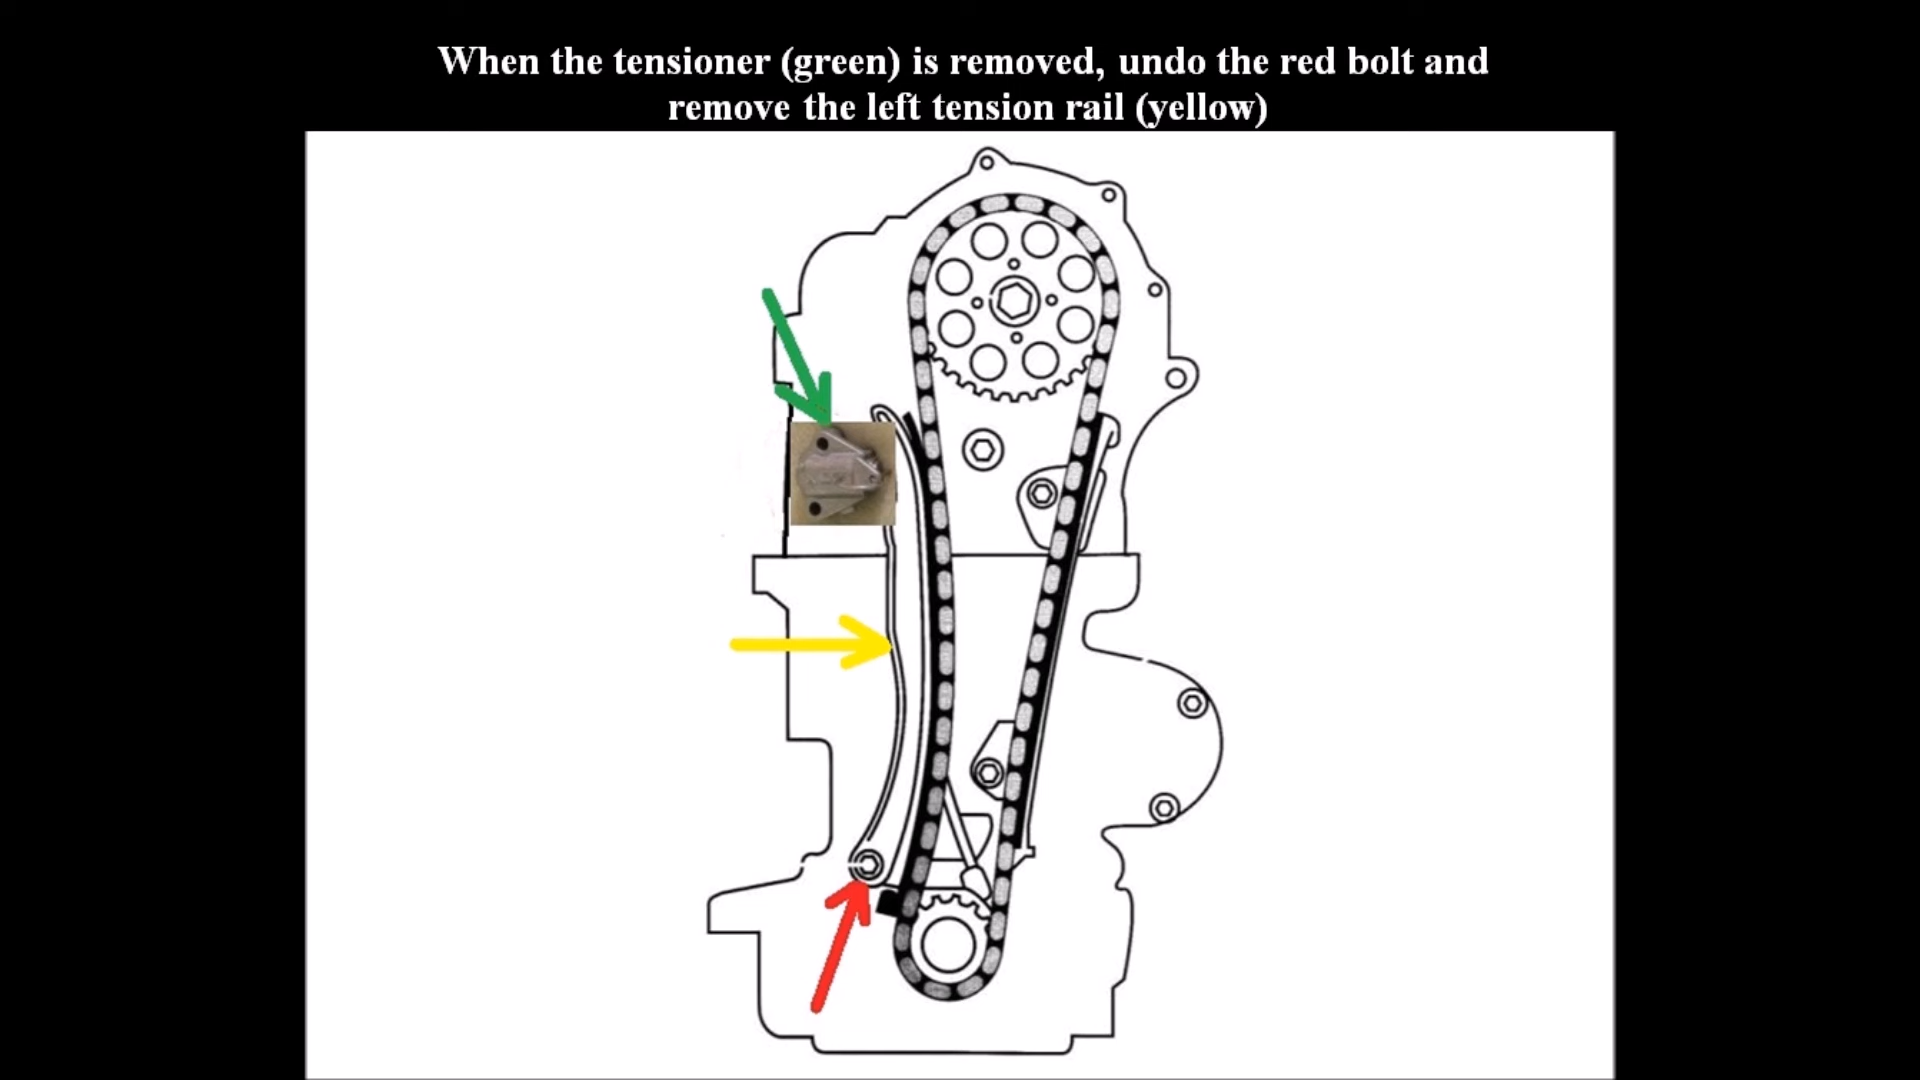 When the tensioner (green) is removed, undo the red bolt and
remove the left tension rail (yellow)